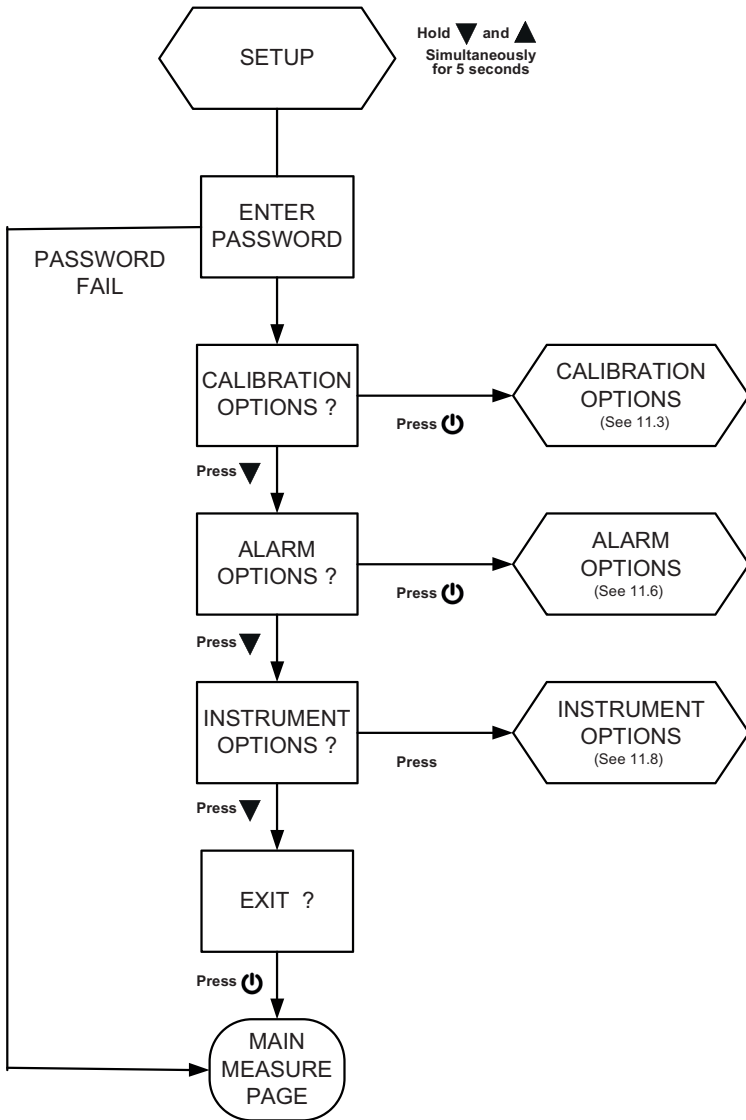 SETUP
Hold ▼ and ▲
Simultaneously
for 5 seconds
ENTER
PASSWORD
PASSWORD
FAIL
CALIBRATION
OPTIONS ?
Press ⏻
CALIBRATION
OPTIONS
(See 11.3)
Press ▼
ALARM
OPTIONS ?
Press ⏻
ALARM
OPTIONS
(See 11.6)
Press ▼
INSTRUMENT
OPTIONS ?
Press
INSTRUMENT
OPTIONS
(See 11.8)
Press ▼
EXIT ?
Press ⏻
MAIN
MEASURE
PAGE